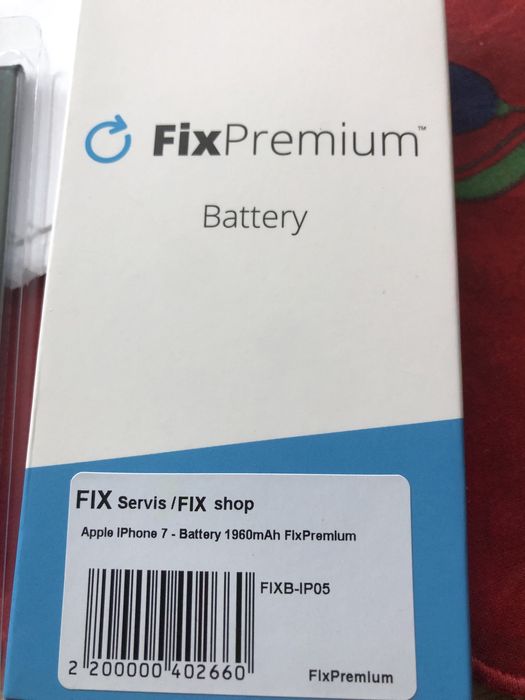 FixPremium™
Battery
FIX Servis /FIX shop
Apple IPhone 7 - Battery 1960mAh FixPremium
FIXB-IP05
2 200000 402660
FixPremium